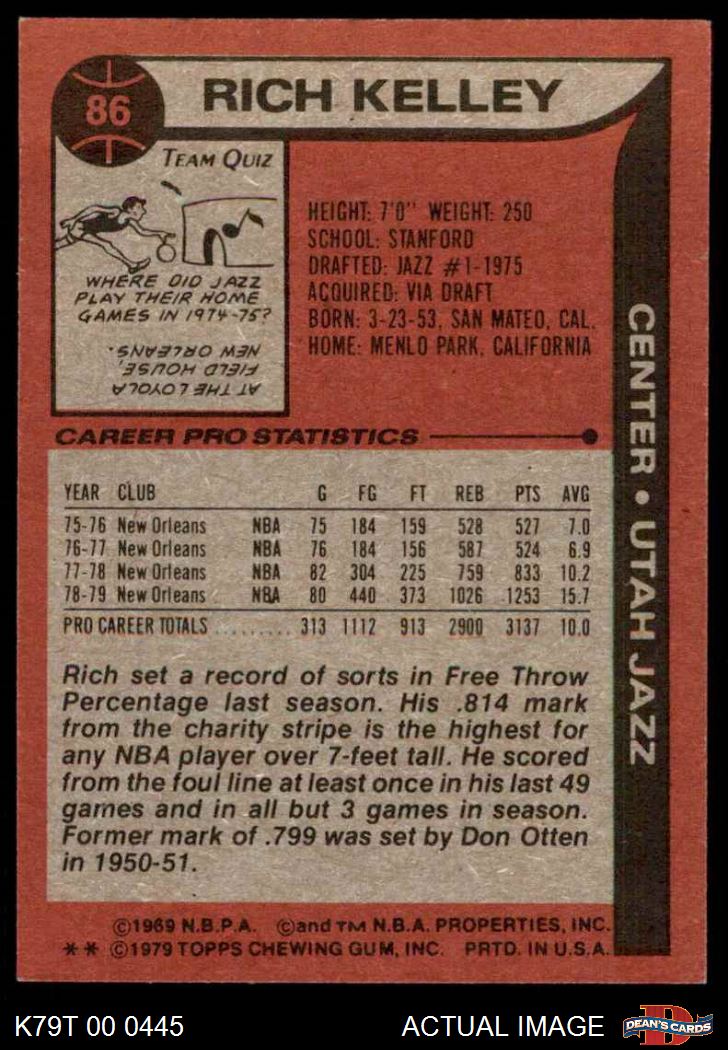 86
RICH KELLEY
TEAM QUIZ
WHERE DID JAZZ
PLAY THEIR HOME
GAMES IN 1974-75?
AT THE LOYOLA
FIELD HOUSE,
NEW ORLEANS.
HEIGHT: 7'0" WEIGHT: 250
SCHOOL: STANFORD
DRAFTED: JAZZ #1-1975
ACQUIRED: VIA DRAFT
BORN: 3-23-53, SAN MATEO, CAL.
HOME: MENLO PARK, CALIFORNIA
CENTER • UTAH JAZZ
CAREER PRO STATISTICS
YEAR CLUB G FG FT REB PTS AVG
75-76 New Orleans NBA 75 184 159 528 527 7.0
76-77 New Orleans NBA 76 184 156 587 524 6.9
77-78 New Orleans NBA 82 304 225 759 833 10.2
78-79 New Orleans NBA 80 440 373 1026 1253 15.7
PRO CAREER TOTALS ......... 313 1112 913 2900 3137 10.0
Rich set a record of sorts in Free Throw
Percentage last season. His .814 mark
from the charity stripe is the highest for
any NBA player over 7-feet tall. He scored
from the foul line at least once in his last 49
games and in all but 3 games in season.
Former mark of .799 was set by Don Otten
in 1950-51.
©1969 N.B.P.A. ©and TM N.B.A. PROPERTIES, INC.
** ©1979 TOPPS CHEWING GUM, INC. PRTD. IN U.S.A.
K79T 00 0445 ACTUAL IMAGE
D
DEAN'S CARDS